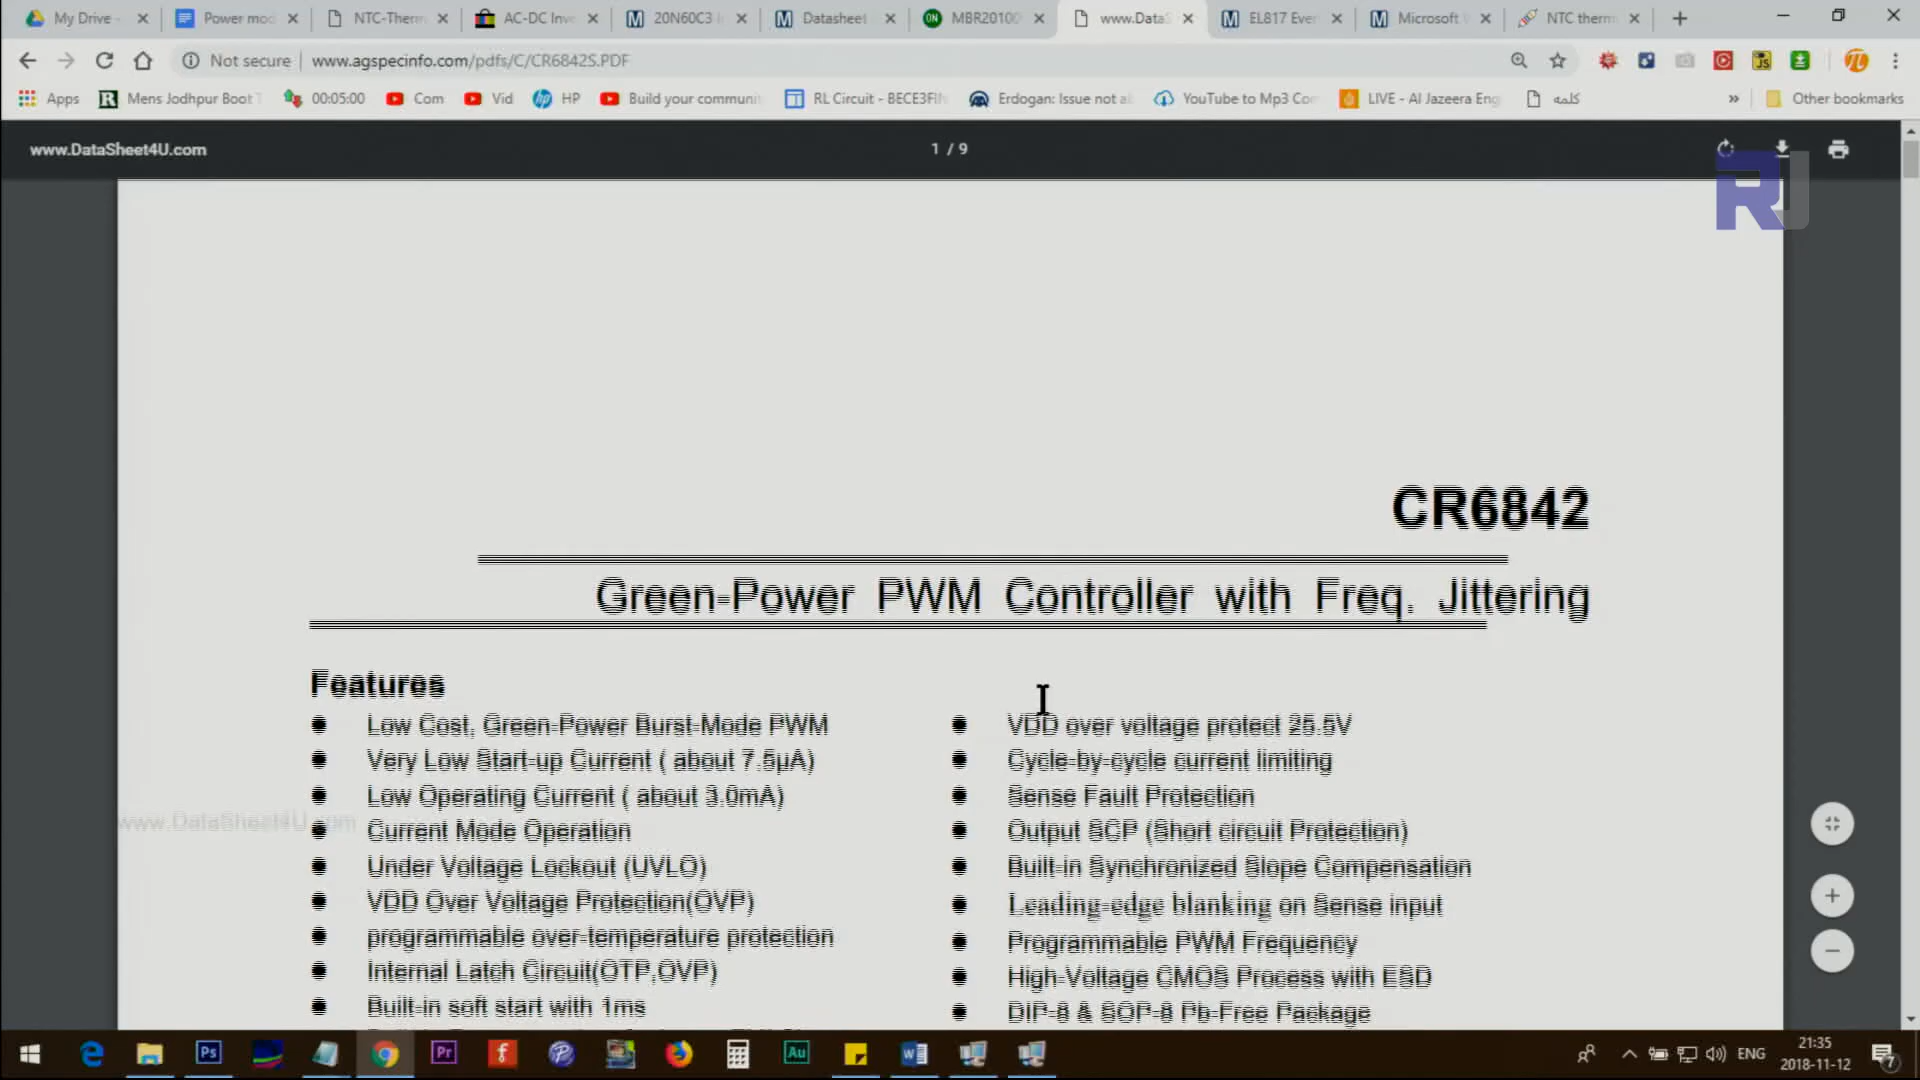 My Drive -
Power mod
NTC-Therm
AC-DC Inv
20N60C3
Datasheet
MBR20100
www.DataS
EL817 Ever
Microsoft
NTC therm
Not secure
www.agspecinfo.com/pdfs/C/CR6842S.PDF
Apps
Mens Jodhpur Boot
00:05:00
Com
Vid
HP
Build your communi
RL Circuit - BECE3FIN
Erdogan: Issue not al
YouTube to Mp3 Con
LIVE - Al Jazeera Eng
كلمه
»
Other bookmarks
www.DataSheet4U.com
1 / 9
RJ
CR6842
Green-Power PWM Controller with Freq. Jittering
Features
Low Cost, Green-Power Burst-Mode PWM
Very Low Start-up Current ( about 7.5μA)
Low Operating Current ( about 3.0mA)
Current Mode Operation
Under Voltage Lockout (UVLO)
VDD Over Voltage Protection(OVP)
programmable over-temperature protection
Internal Latch Circuit(OTP,OVP)
Built-in soft start with 1ms
VDD over voltage protect 25.5V
Cycle-by-cycle current limiting
Sense Fault Protection
Output SCP (Short circuit Protection)
Built-in Synchronized Slope Compensation
Leading-edge blanking on Sense input
Programmable PWM Frequency
High-Voltage CMOS Process with ESD
DIP-8 & SOP-8 Pb-Free Package
www.DataSheet4U.com
ENG
21:35
2018-11-12
7